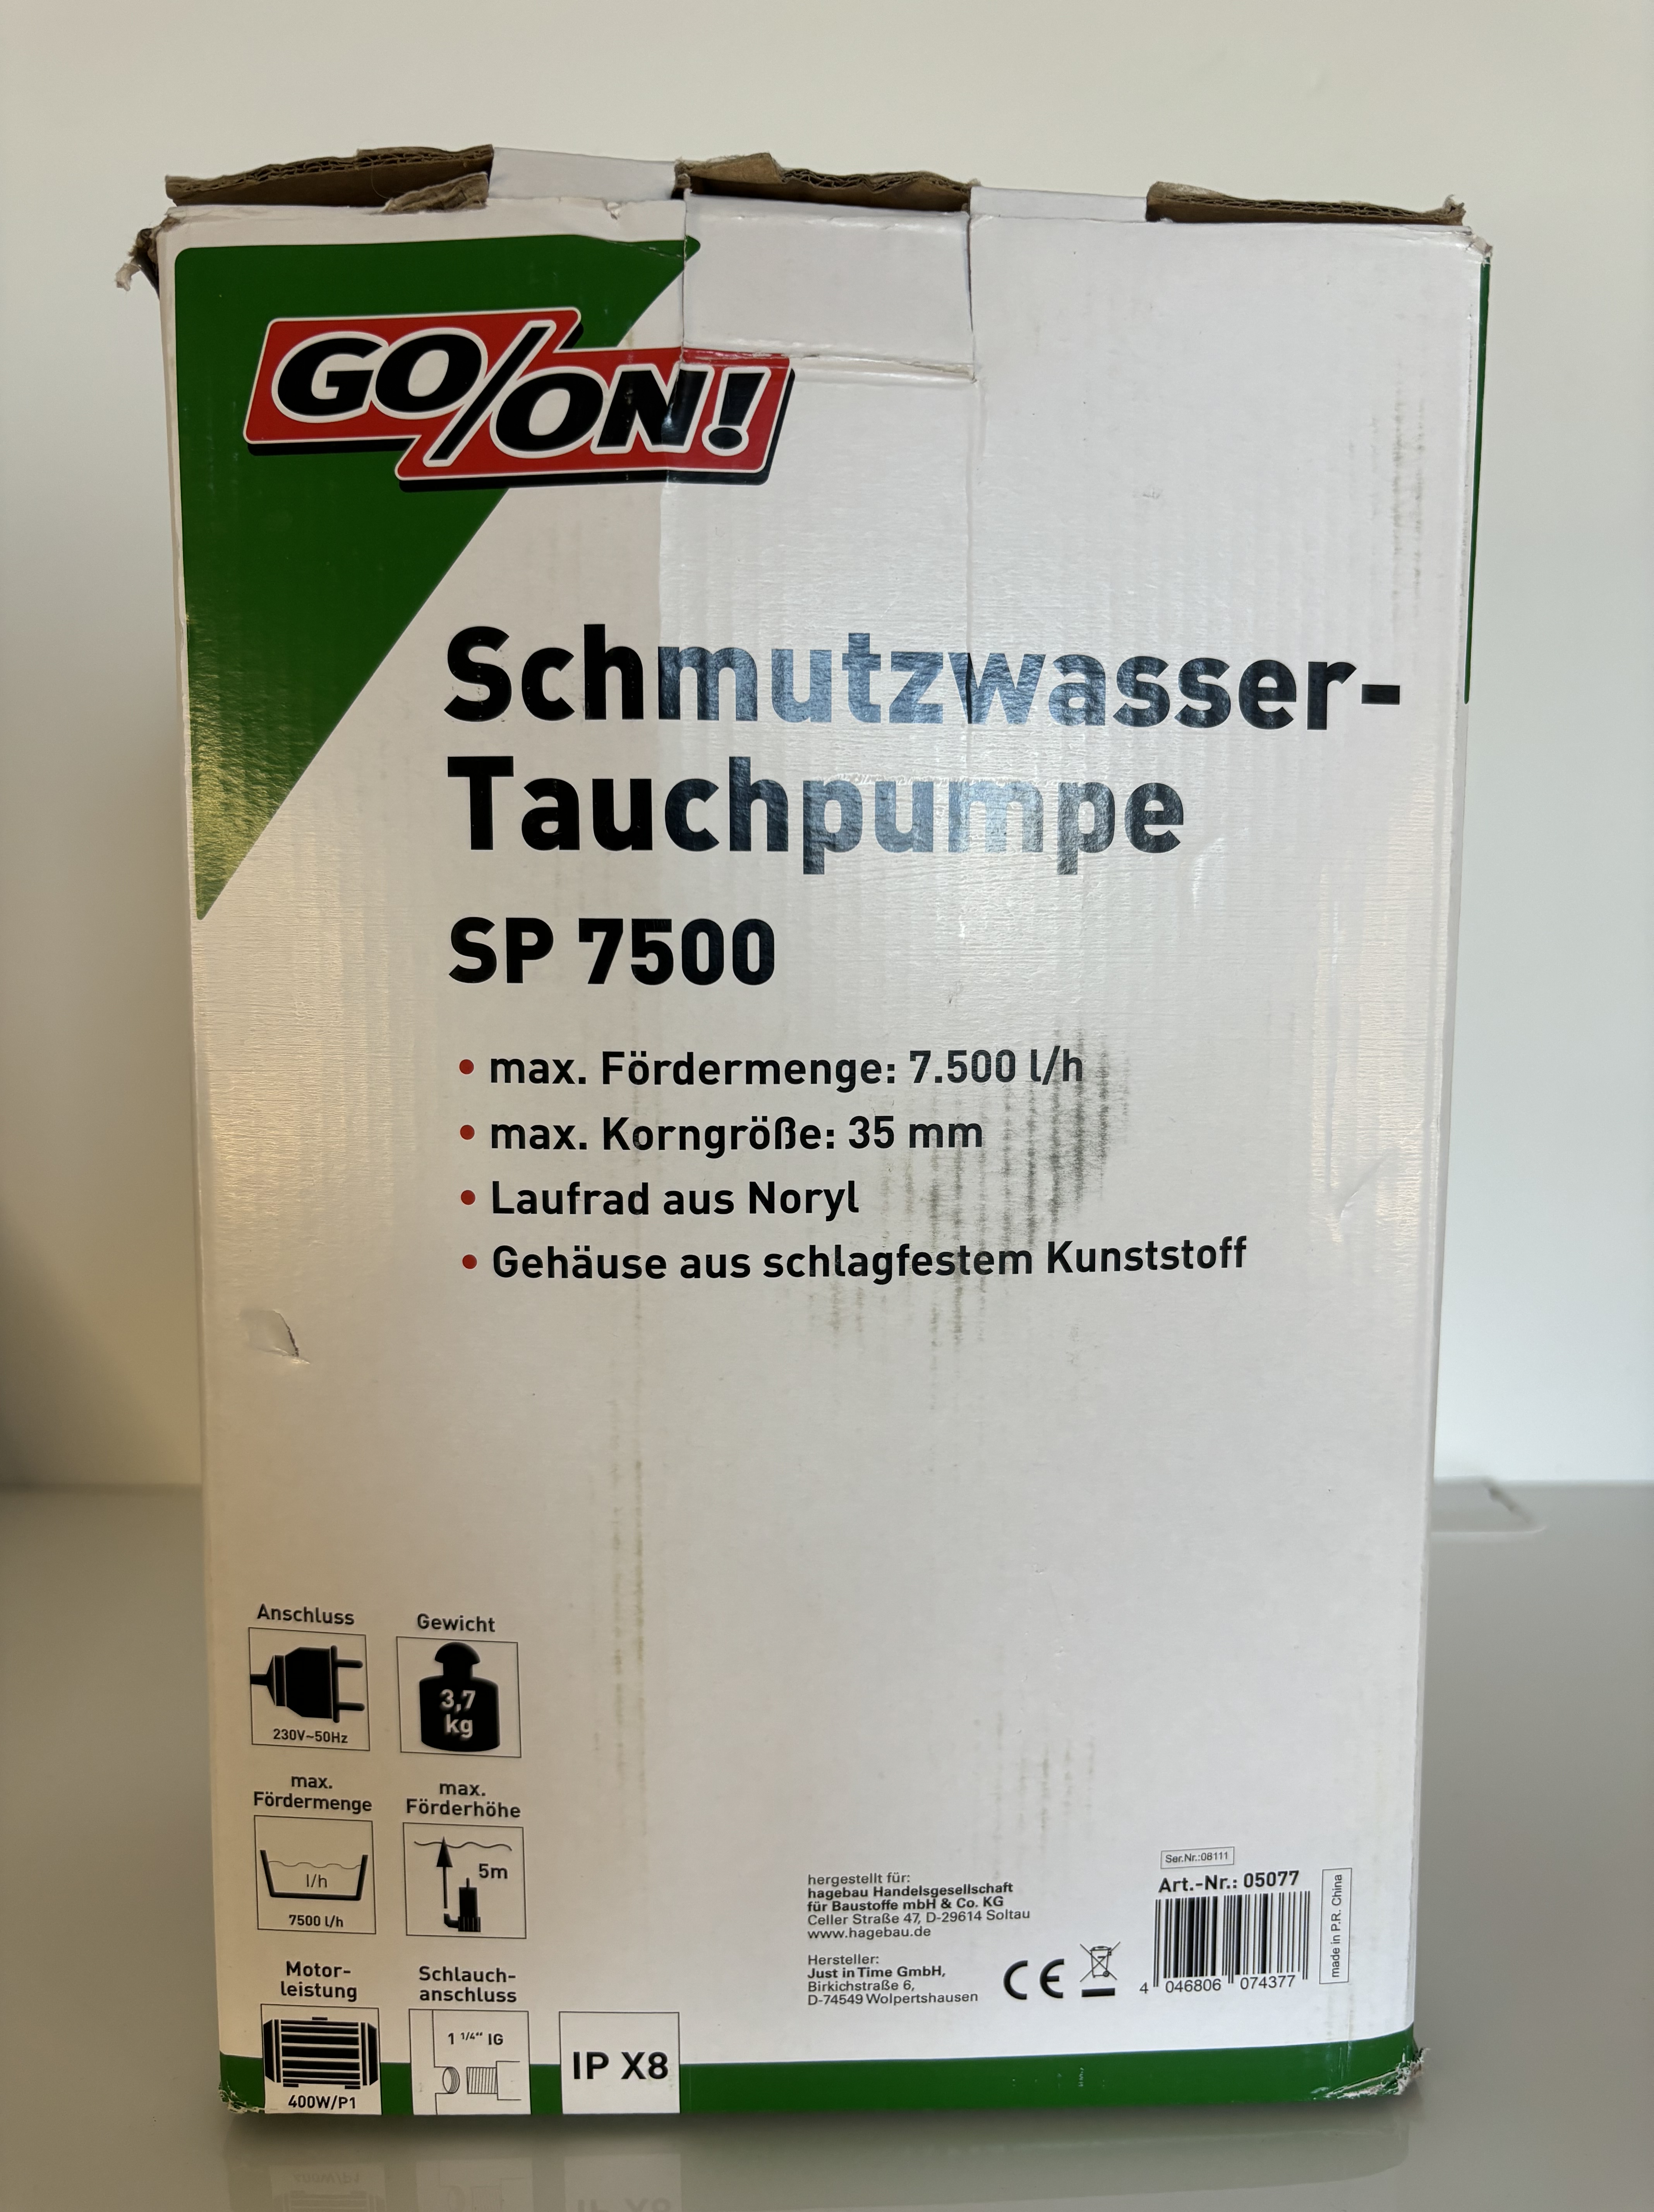 GO/ON!
Schmutzwasser-
Tauchpumpe
SP 7500
• max. Fördermenge: 7.500 l/h
• max. Korngröße: 35 mm
• Laufrad aus Noryl
• Gehäuse aus schlagfestem Kunststoff
Anschluss
230V~50Hz
Gewicht
3,7
kg
max.
Fördermenge
l/h
7500 l/h
max.
Förderhöhe
5m
Motor-
leistung
400W/P1
Schlauch-
anschluss
1 1/4" IG
IP X8
hergestellt für:
hagebau Handelsgesellschaft
für Baustoffe mbH & Co. KG
Celler Straße 47, D-29614 Soltau
www.hagebau.de
Hersteller:
Just in Time GmbH,
Birkichstraße 6,
D-74549 Wolpertshausen
CE
Ser.Nr.:08111
Art.-Nr.: 05077
4 046806 074377
made in P.R. China